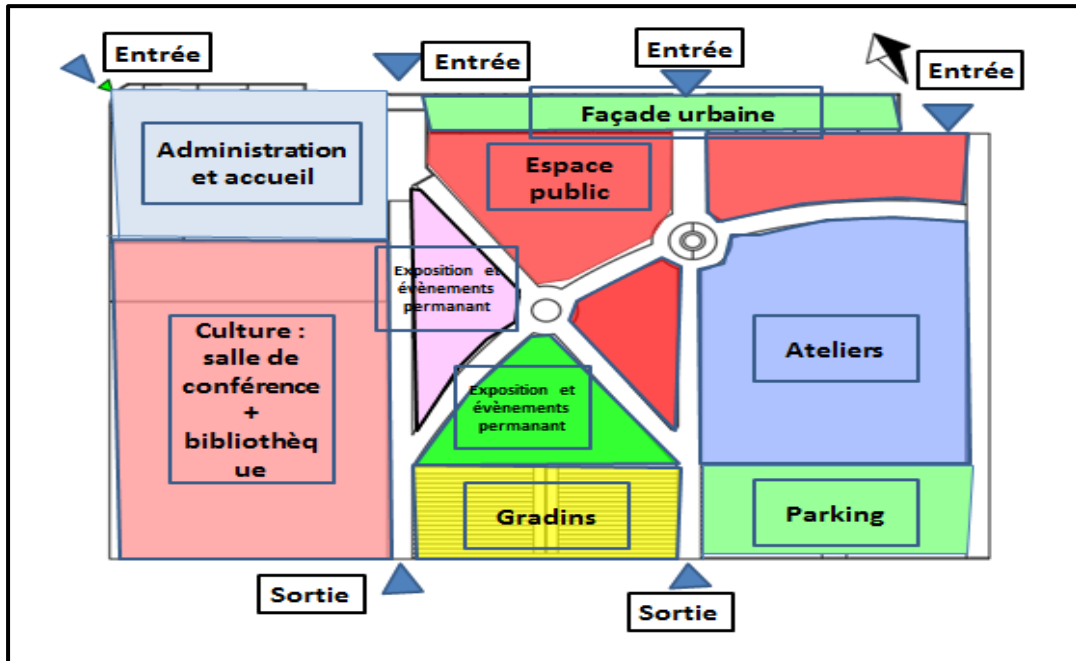 Entrée
Entrée
Entrée
Entrée
Façade urbaine
Administration
et accueil
Espace
public
Exposition et
évènements
permanant
Culture :
salle de
conférence
+
bibliothèq
ue
Ateliers
Exposition et
évènements
permanant
Gradins
Parking
Sortie
Sortie